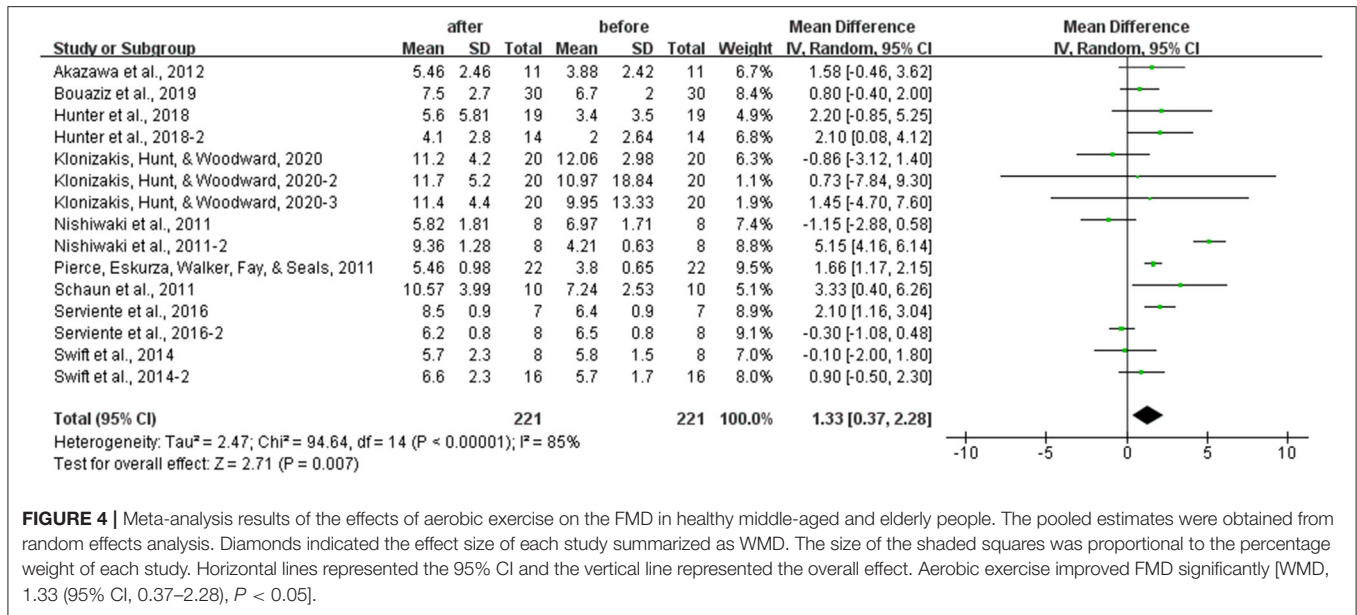 after before Mean Difference Mean Difference
Study or Subgroup Mean SD Total Mean SD Total Weight IV, Random, 95% CI IV, Random, 95% CI
Akazawa et al., 2012 5.46 2.46 11 3.88 2.42 11 6.7% 1.58 [-0.46, 3.62]
Bouaziz et al., 2019 7.5 2.7 30 6.7 2 30 8.4% 0.80 [-0.40, 2.00]
Hunter et al., 2018 5.6 5.81 19 3.4 3.5 19 4.9% 2.20 [-0.85, 5.25]
Hunter et al., 2018-2 4.1 2.8 14 2 2.64 14 6.8% 2.10 [0.08, 4.12]
Klonizakis, Hunt, & Woodward, 2020 11.2 4.2 20 12.06 2.98 20 6.3% -0.86 [-3.12, 1.40]
Klonizakis, Hunt, & Woodward, 2020-2 11.7 5.2 20 10.97 18.84 20 1.1% 0.73 [-7.84, 9.30]
Klonizakis, Hunt, & Woodward, 2020-3 11.4 4.4 20 9.95 13.33 20 1.9% 1.45 [-4.70, 7.60]
Nishiwaki et al., 2011 5.82 1.81 8 6.97 1.71 8 7.3% -1.15 [-2.88, 0.58]
Nishiwaki et al., 2011-2 9.36 1.28 8 4.21 0.63 8 8.8% 5.15 [4.16, 6.14]
Pierce, Eskurza, Walker, Fay, & Seals, 2011 5.46 0.98 22 3.8 0.65 22 9.5% 1.66 [1.17, 2.15]
Schaun et al., 2011 10.57 3.99 10 7.24 2.53 10 5.1% 3.33 [0.40, 6.26]
Serviente et al., 2016 8.5 0.9 7 6.4 0.9 7 8.9% 2.10 [1.16, 3.04]
Serviente et al., 2016-2 6.2 0.8 8 6.5 0.8 8 9.1% -0.30 [-1.08, 0.48]
Swift et al., 2014 5.7 2.3 8 5.8 1.5 8 7.0% -0.10 [-2.00, 1.80]
Swift et al., 2014-2 6.6 2.3 16 5.7 1.7 16 8.0% 0.90 [-0.50, 2.30]
Total (95% CI) 221 221 100.0% 1.33 [0.37, 2.28]
Heterogeneity: Tau² = 2.47; Chi² = 94.64, df = 14 (P < 0.00001); I² = 85%
Test for overall effect: Z = 2.71 (P = 0.007)
-10 -5 0 5 10
FIGURE 4 | Meta-analysis results of the effects of aerobic exercise on the FMD in healthy middle-aged and elderly people. The pooled estimates were obtained from
random effects analysis. Diamonds indicated the effect size of each study summarized as WMD. The size of the shaded squares was proportional to the percentage
weight of each study. Horizontal lines represented the 95% CI and the vertical line represented the overall effect. Aerobic exercise improved FMD significantly [WMD,
1.33 (95% CI, 0.37–2.28), P < 0.05].